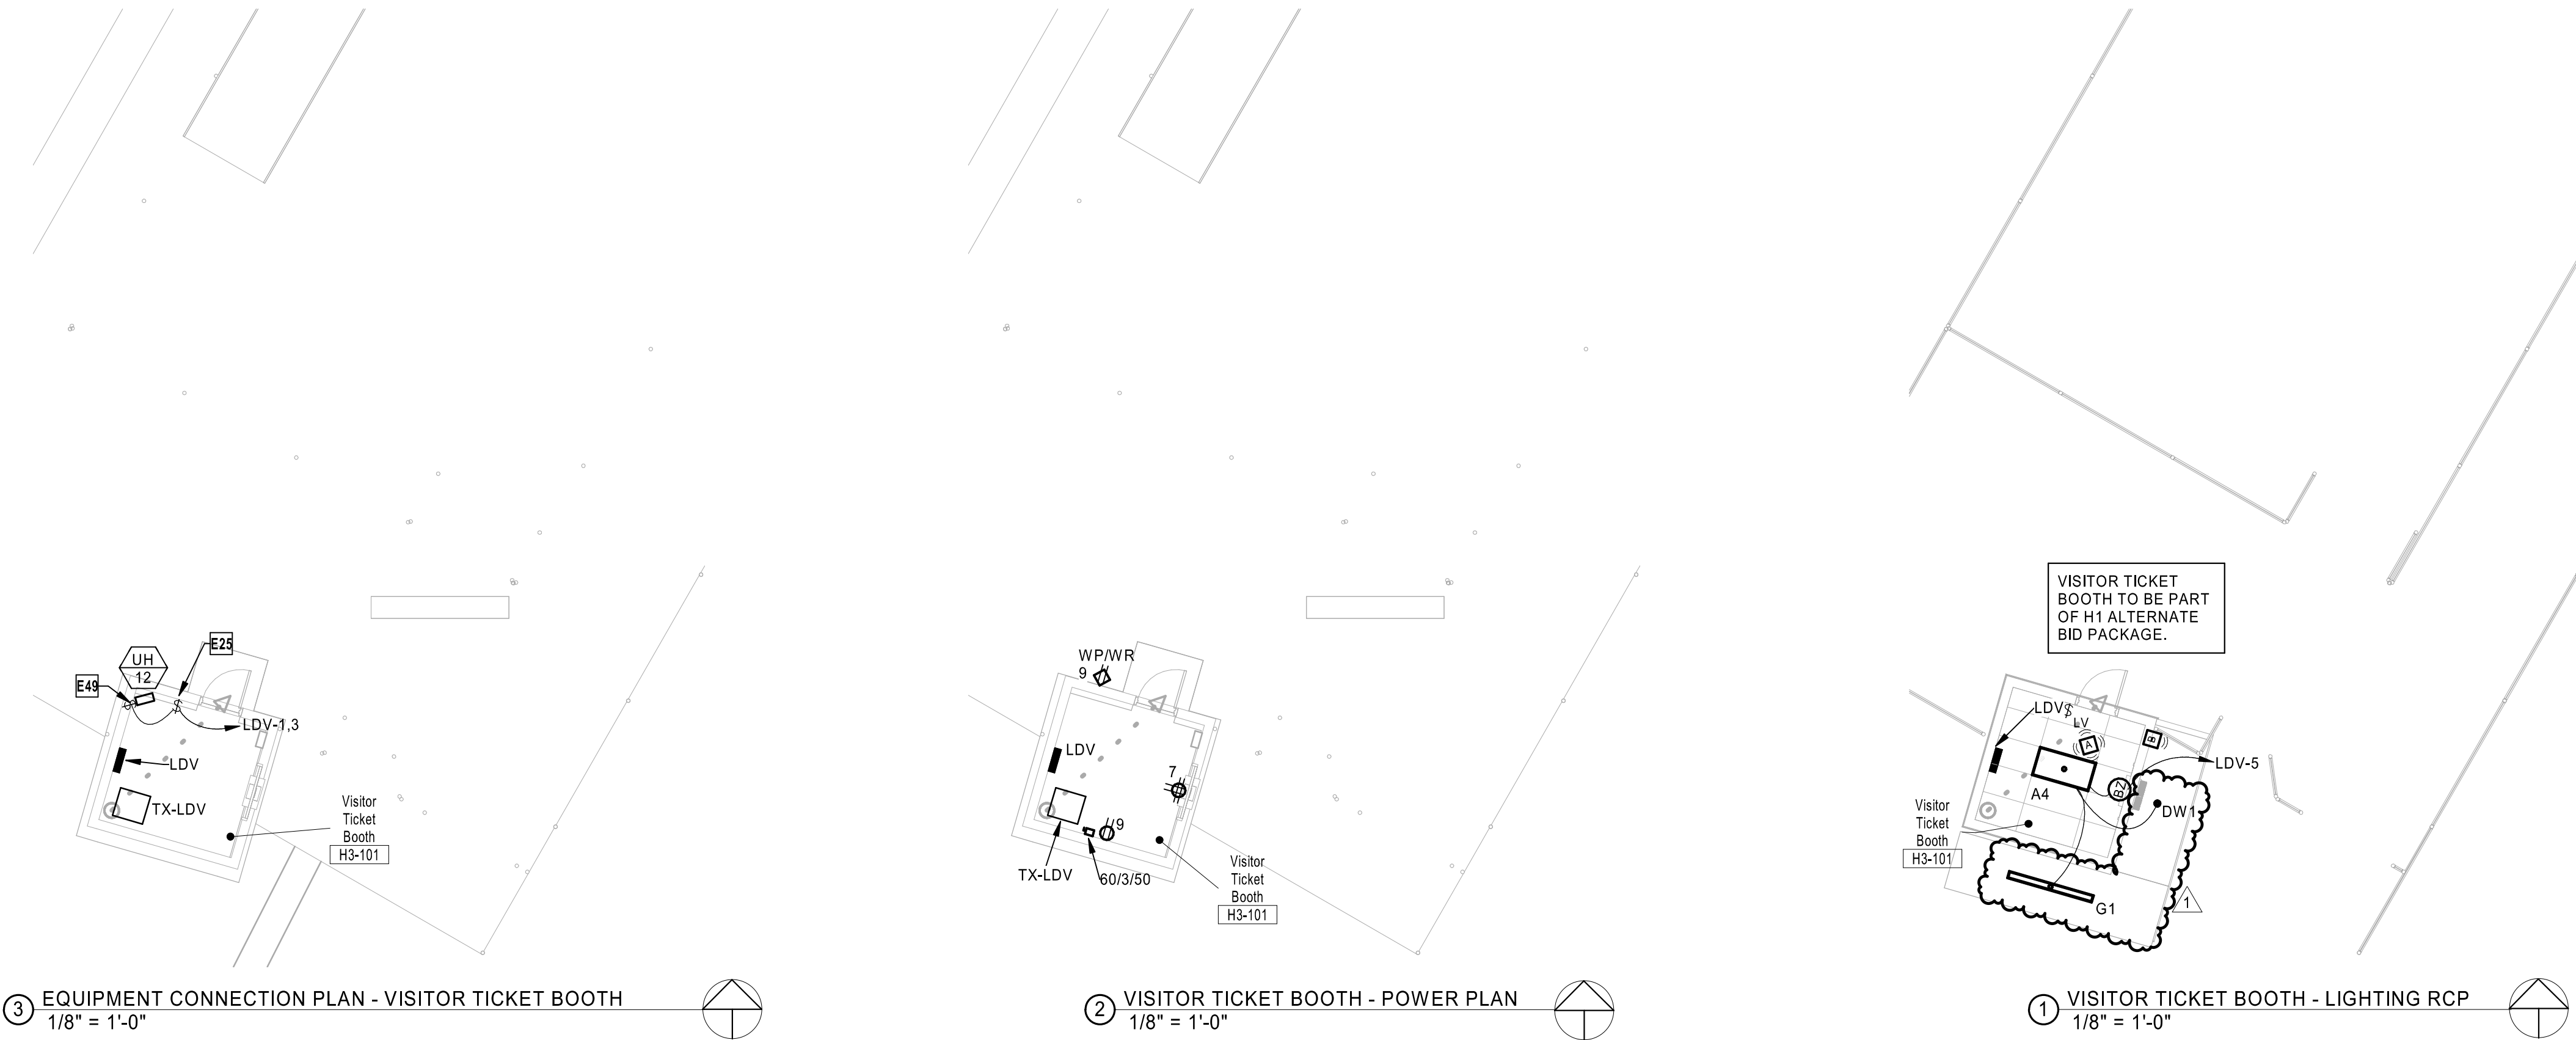 E25
UH
12
E49
$
$
LDV-1,3
LDV
TX-LDV
Visitor
Ticket
Booth
H3-101
3
EQUIPMENT CONNECTION PLAN - VISITOR TICKET BOOTH
1/8" = 1'-0"
WP/WR
9
LDV
7
9
TX-LDV
60/3/50
Visitor
Ticket
Booth
H3-101
2
VISITOR TICKET BOOTH - POWER PLAN
1/8" = 1'-0"
VISITOR TICKET
BOOTH TO BE PART
OF H1 ALTERNATE
BID PACKAGE.
LDV
$
LV
A
B
LDV-5
BZ
A4
DW1
Visitor
Ticket
Booth
H3-101
G1
1
1
VISITOR TICKET BOOTH - LIGHTING RCP
1/8" = 1'-0"